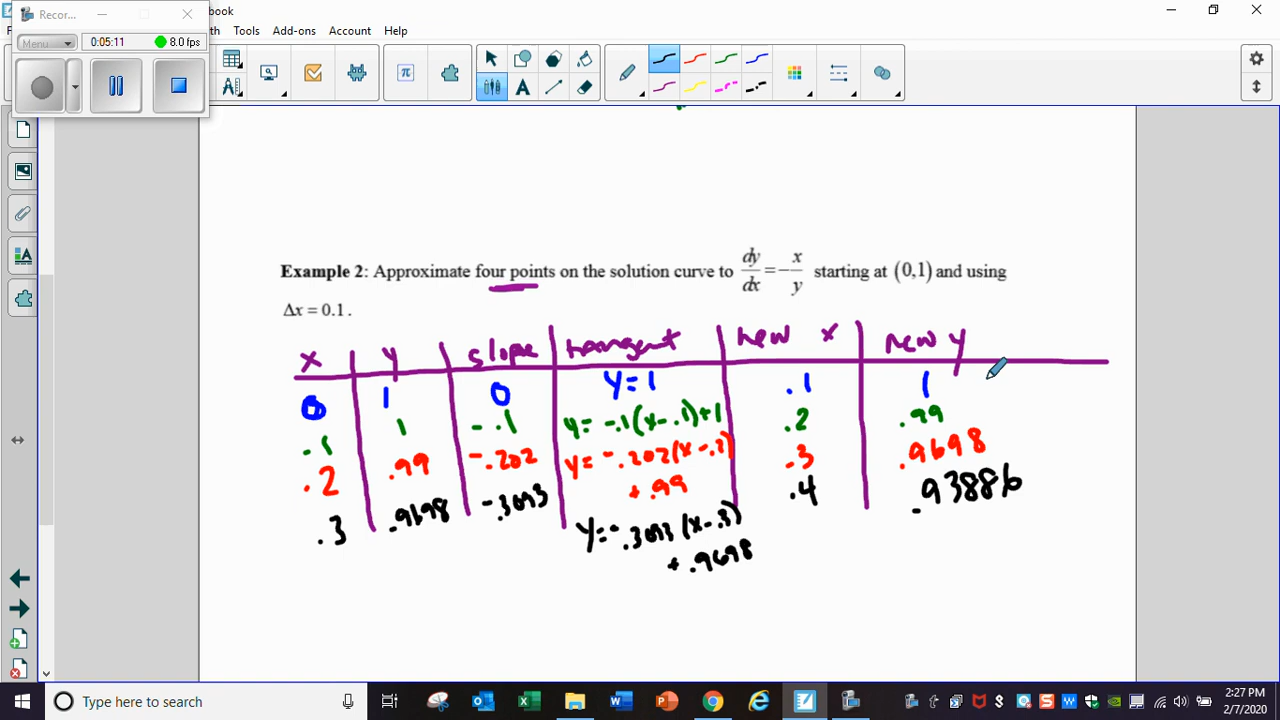 Recor...
book
Menu
0:05:11
8.0 fps
Tools Add-ons Account Help
Example 2: Approximate four points on the solution curve to dy/dx = -x/y starting at (0,1) and using
Δx = 0.1.
x y slope tangent new x new y
0 1 0 y=1 .1 1
.1 1 -.1 y= -.1(x-.1)+1 .2 .99
.2 .99 -.202 y= -.202(x-.2) .3 .9698
+ .99
.3 .9698 -.3093 y= -.3093(x-.3) .4 .93886
+ .9698
Type here to search
2:27 PM
2/7/2020